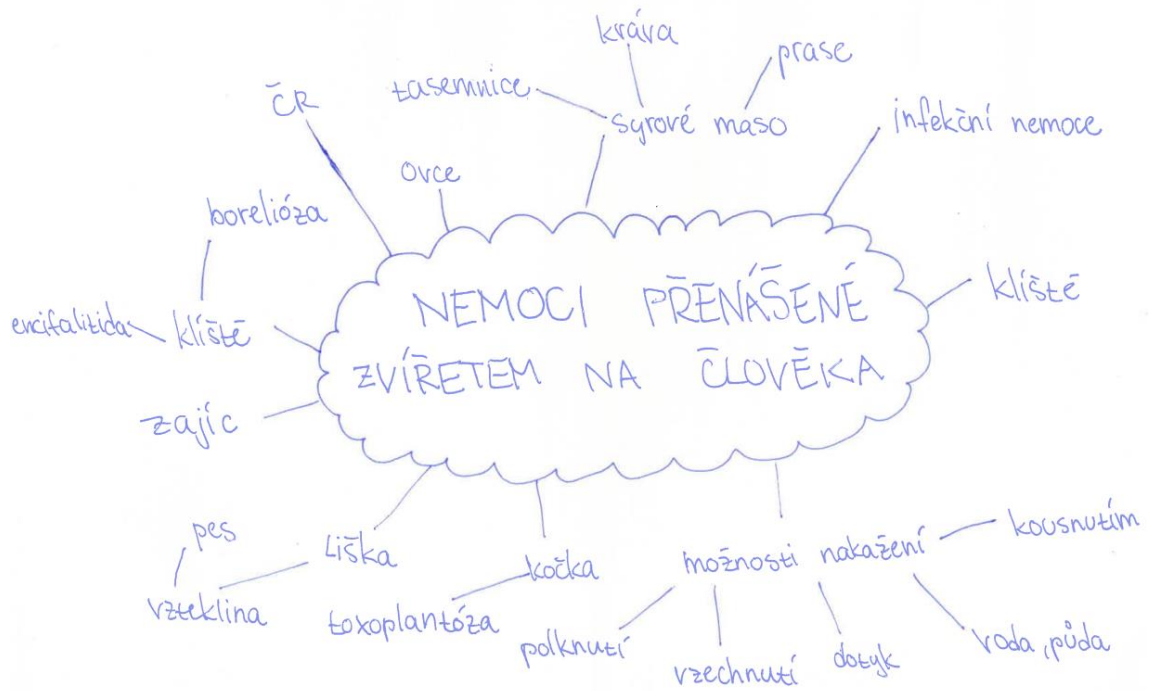 kráva
prase
tasemnice
ČR
syrové maso
infekční nemoce
ovce
borelióza
klíště
NEMOCI PŘENÁŠENÉ
ZVÍŘETEM NA ČLOVĚKA
encifalitida
klíště
zajíc
pes
liška
kočka
možnosti nakažení
kousnutím
vzteklina
toxoplantóza
polknutí
vzechnutí
dotyk
voda, půda